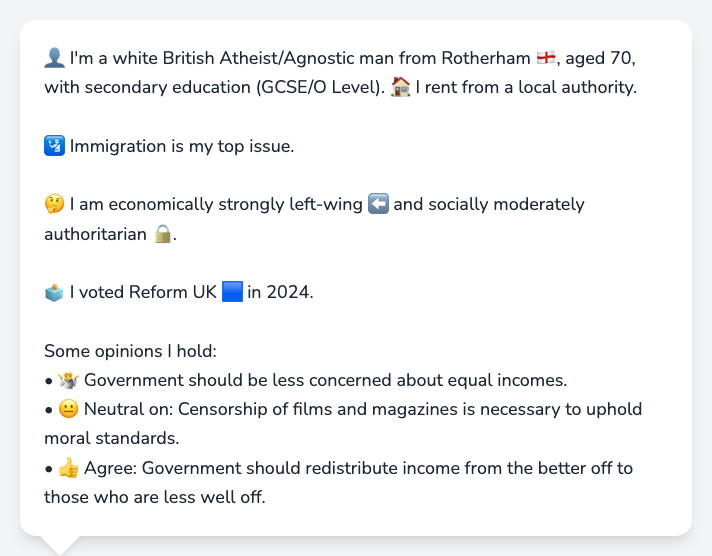 👤 I'm a white British Atheist/Agnostic man from Rotherham 🏴󠁧󠁢󠁥󠁮󠁧󠁿, aged 70,
with secondary education (GCSE/O Level). 🏠 I rent from a local authority.
🛂 Immigration is my top issue.
🤔 I am economically strongly left-wing ⬅️ and socially moderately
authoritarian 🔒.
🗳️ I voted Reform UK 🟦 in 2024.
Some opinions I hold:
• 🤷 Government should be less concerned about equal incomes.
• 😐 Neutral on: Censorship of films and magazines is necessary to uphold
moral standards.
• 👍 Agree: Government should redistribute income from the better off to
those who are less well off.